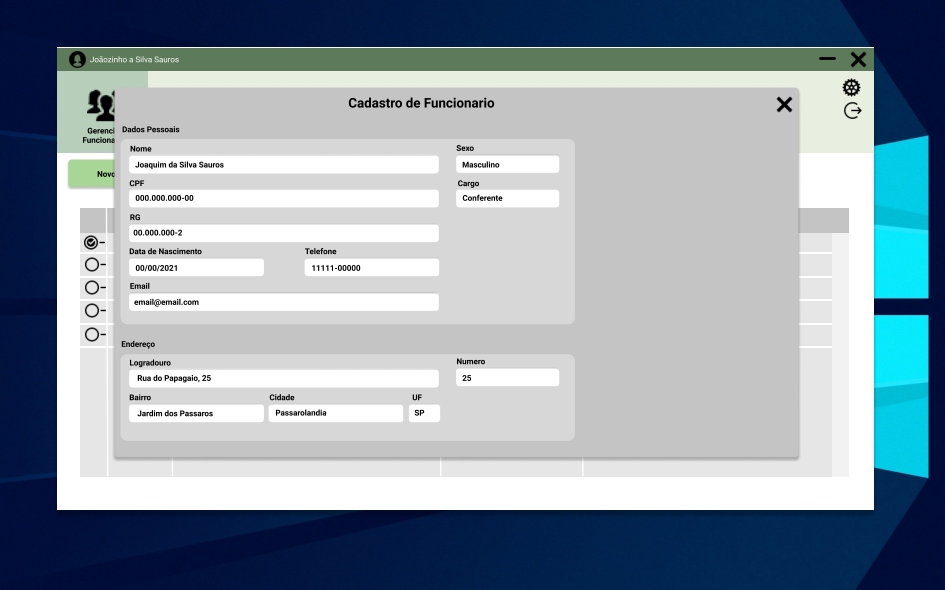 Joãozinho a Silva Sauros
Cadastro de Funcionario
Gerenci
Funciona
Novo
Dados Pessoais
Nome
Sexo
Joaquim da Silva Sauros
Masculino
CPF
Cargo
000.000.000-00
Conferente
RG
00.000.000-2
Data de Nascimento
Telefone
00/00/2021
11111-00000
Email
email@email.com
Endereço
Logradouro
Numero
Rua do Papagaio, 25
25
Bairro
Cidade
UF
Jardim dos Passaros
Passarolandia
SP